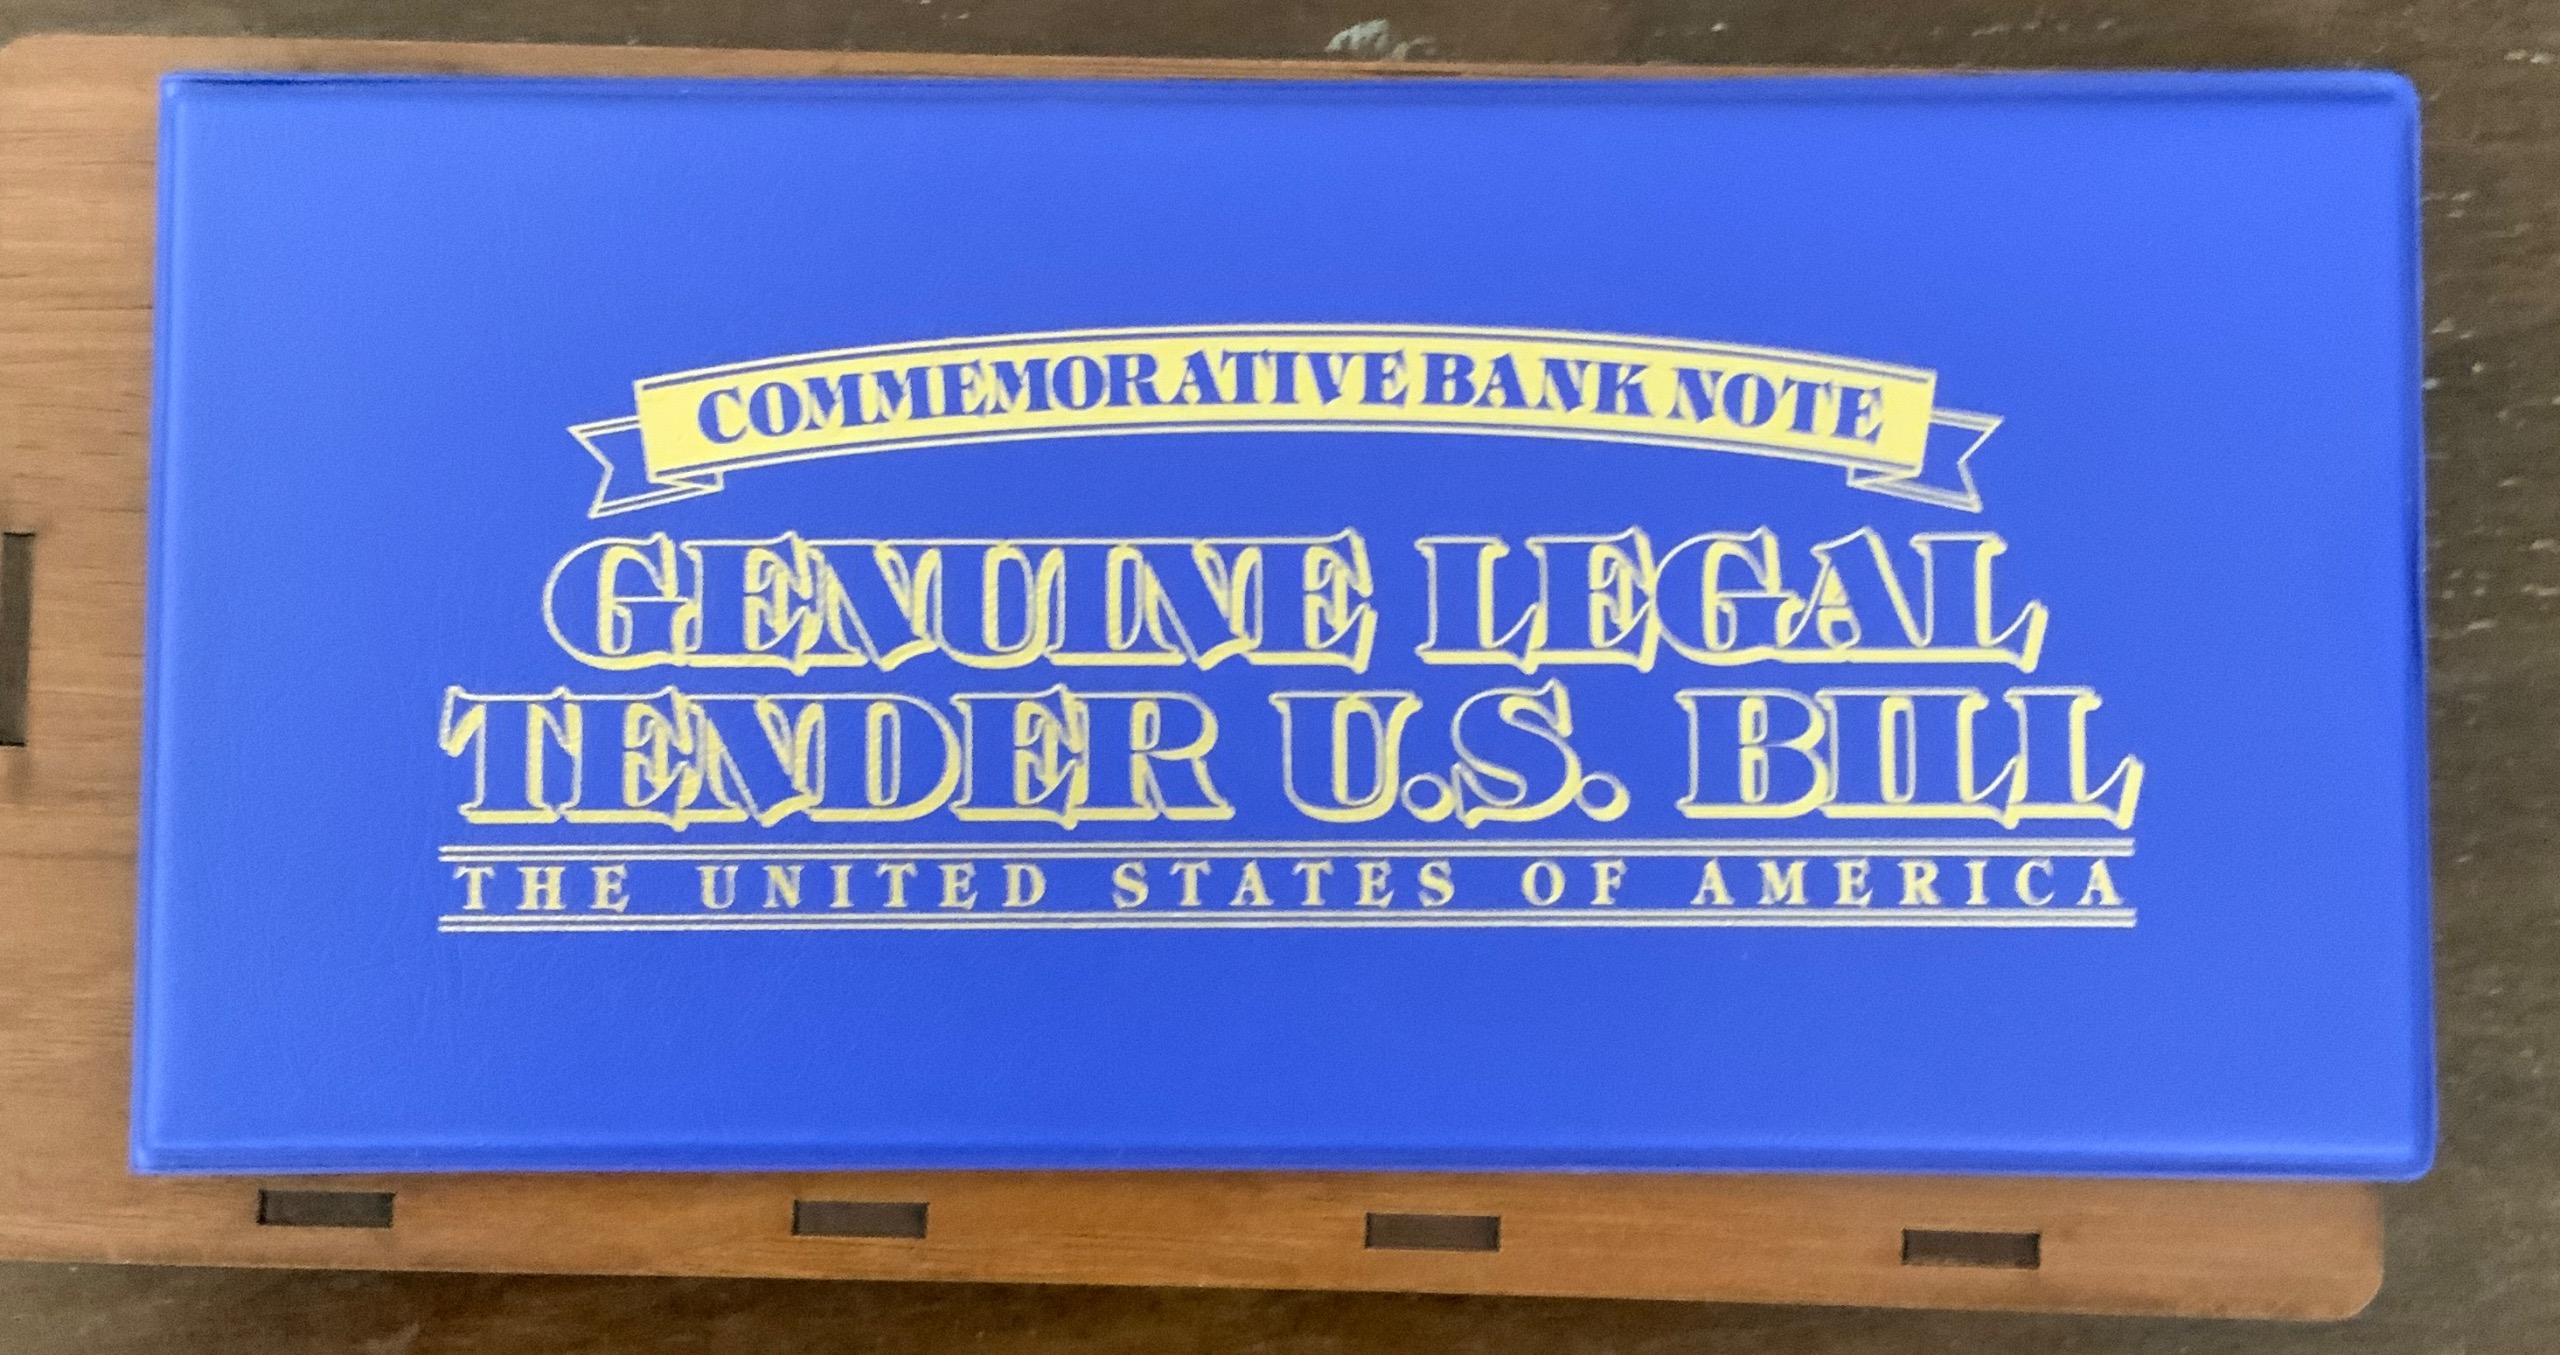 COMMEMORATIVE BANK NOTE
GENUINE LEGAL
TENDER U.S. BILL
THE UNITED STATES OF AMERICA